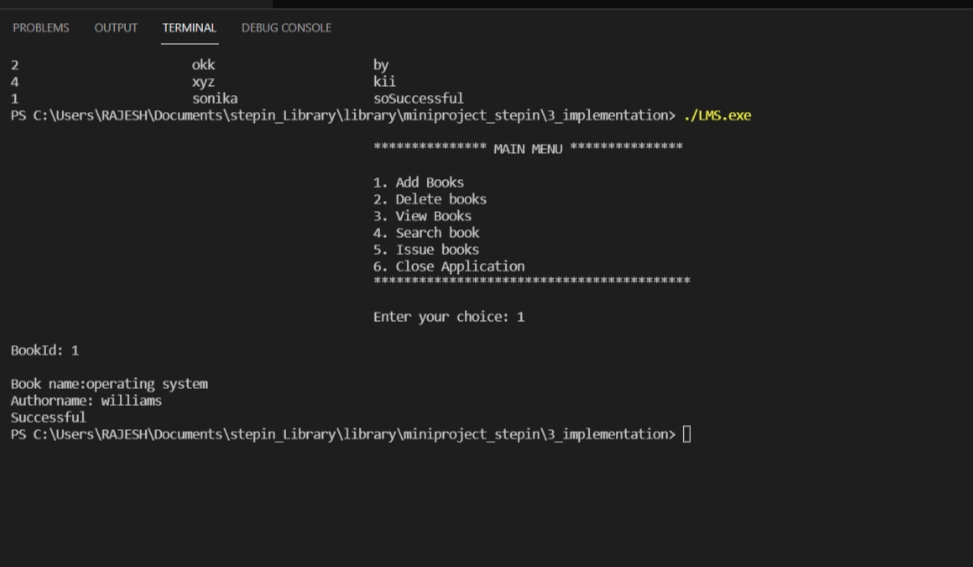 PROBLEMS OUTPUT TERMINAL DEBUG CONSOLE
2 okk by
4 xyz kii
1 sonika soSuccessful
PS C:\Users\RAJESH\Documents\stepin_Library\library\miniproject_stepin\3_implementation> ./LMS.exe
*************** MAIN MENU ***************
1. Add Books
2. Delete books
3. View Books
4. Search book
5. Issue books
6. Close Application
******************************************
Enter your choice: 1
BookId: 1
Book name:operating system
Authorname: williams
Successful
PS C:\Users\RAJESH\Documents\stepin_Library\library\miniproject_stepin\3_implementation>